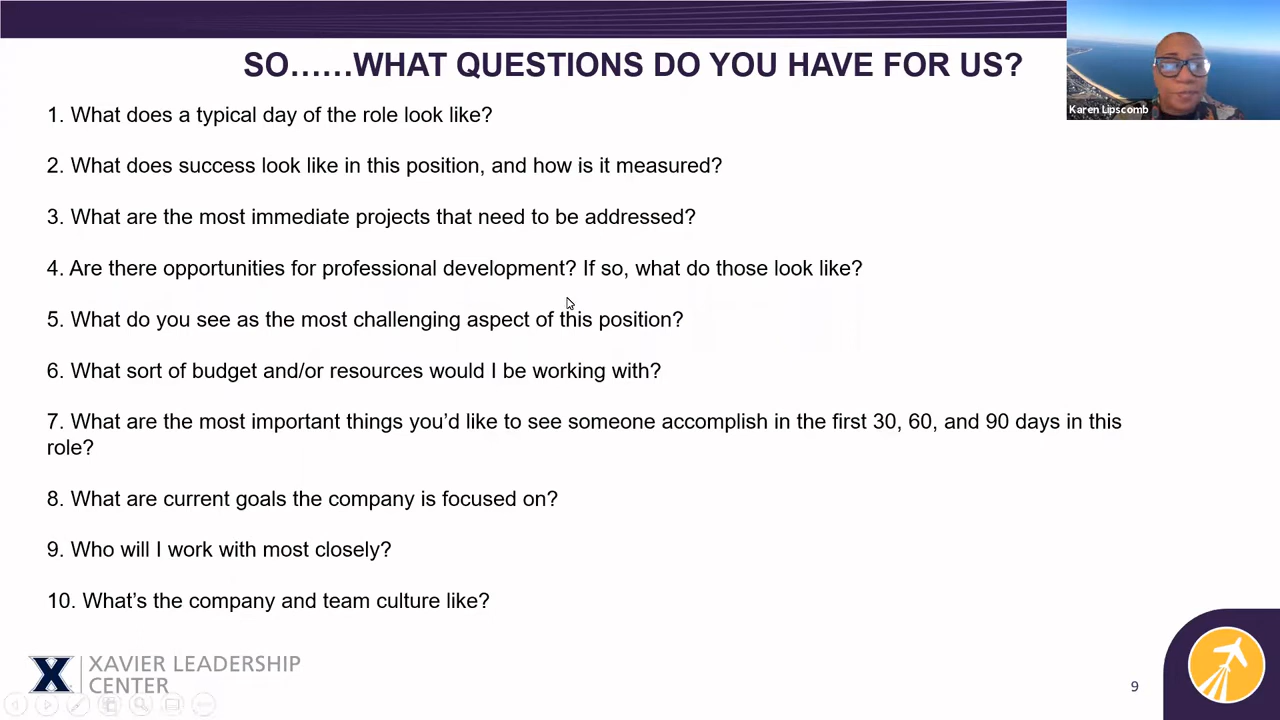 SO......WHAT QUESTIONS DO YOU HAVE FOR US?
Karen Lipscomb
1. What does a typical day of the role look like?
2. What does success look like in this position, and how is it measured?
3. What are the most immediate projects that need to be addressed?
4. Are there opportunities for professional development? If so, what do those look like?
5. What do you see as the most challenging aspect of this position?
6. What sort of budget and/or resources would I be working with?
7. What are the most important things you’d like to see someone accomplish in the first 30, 60, and 90 days in this
role?
8. What are current goals the company is focused on?
9. Who will I work with most closely?
10. What’s the company and team culture like?
X
XAVIER LEADERSHIP
CENTER
9